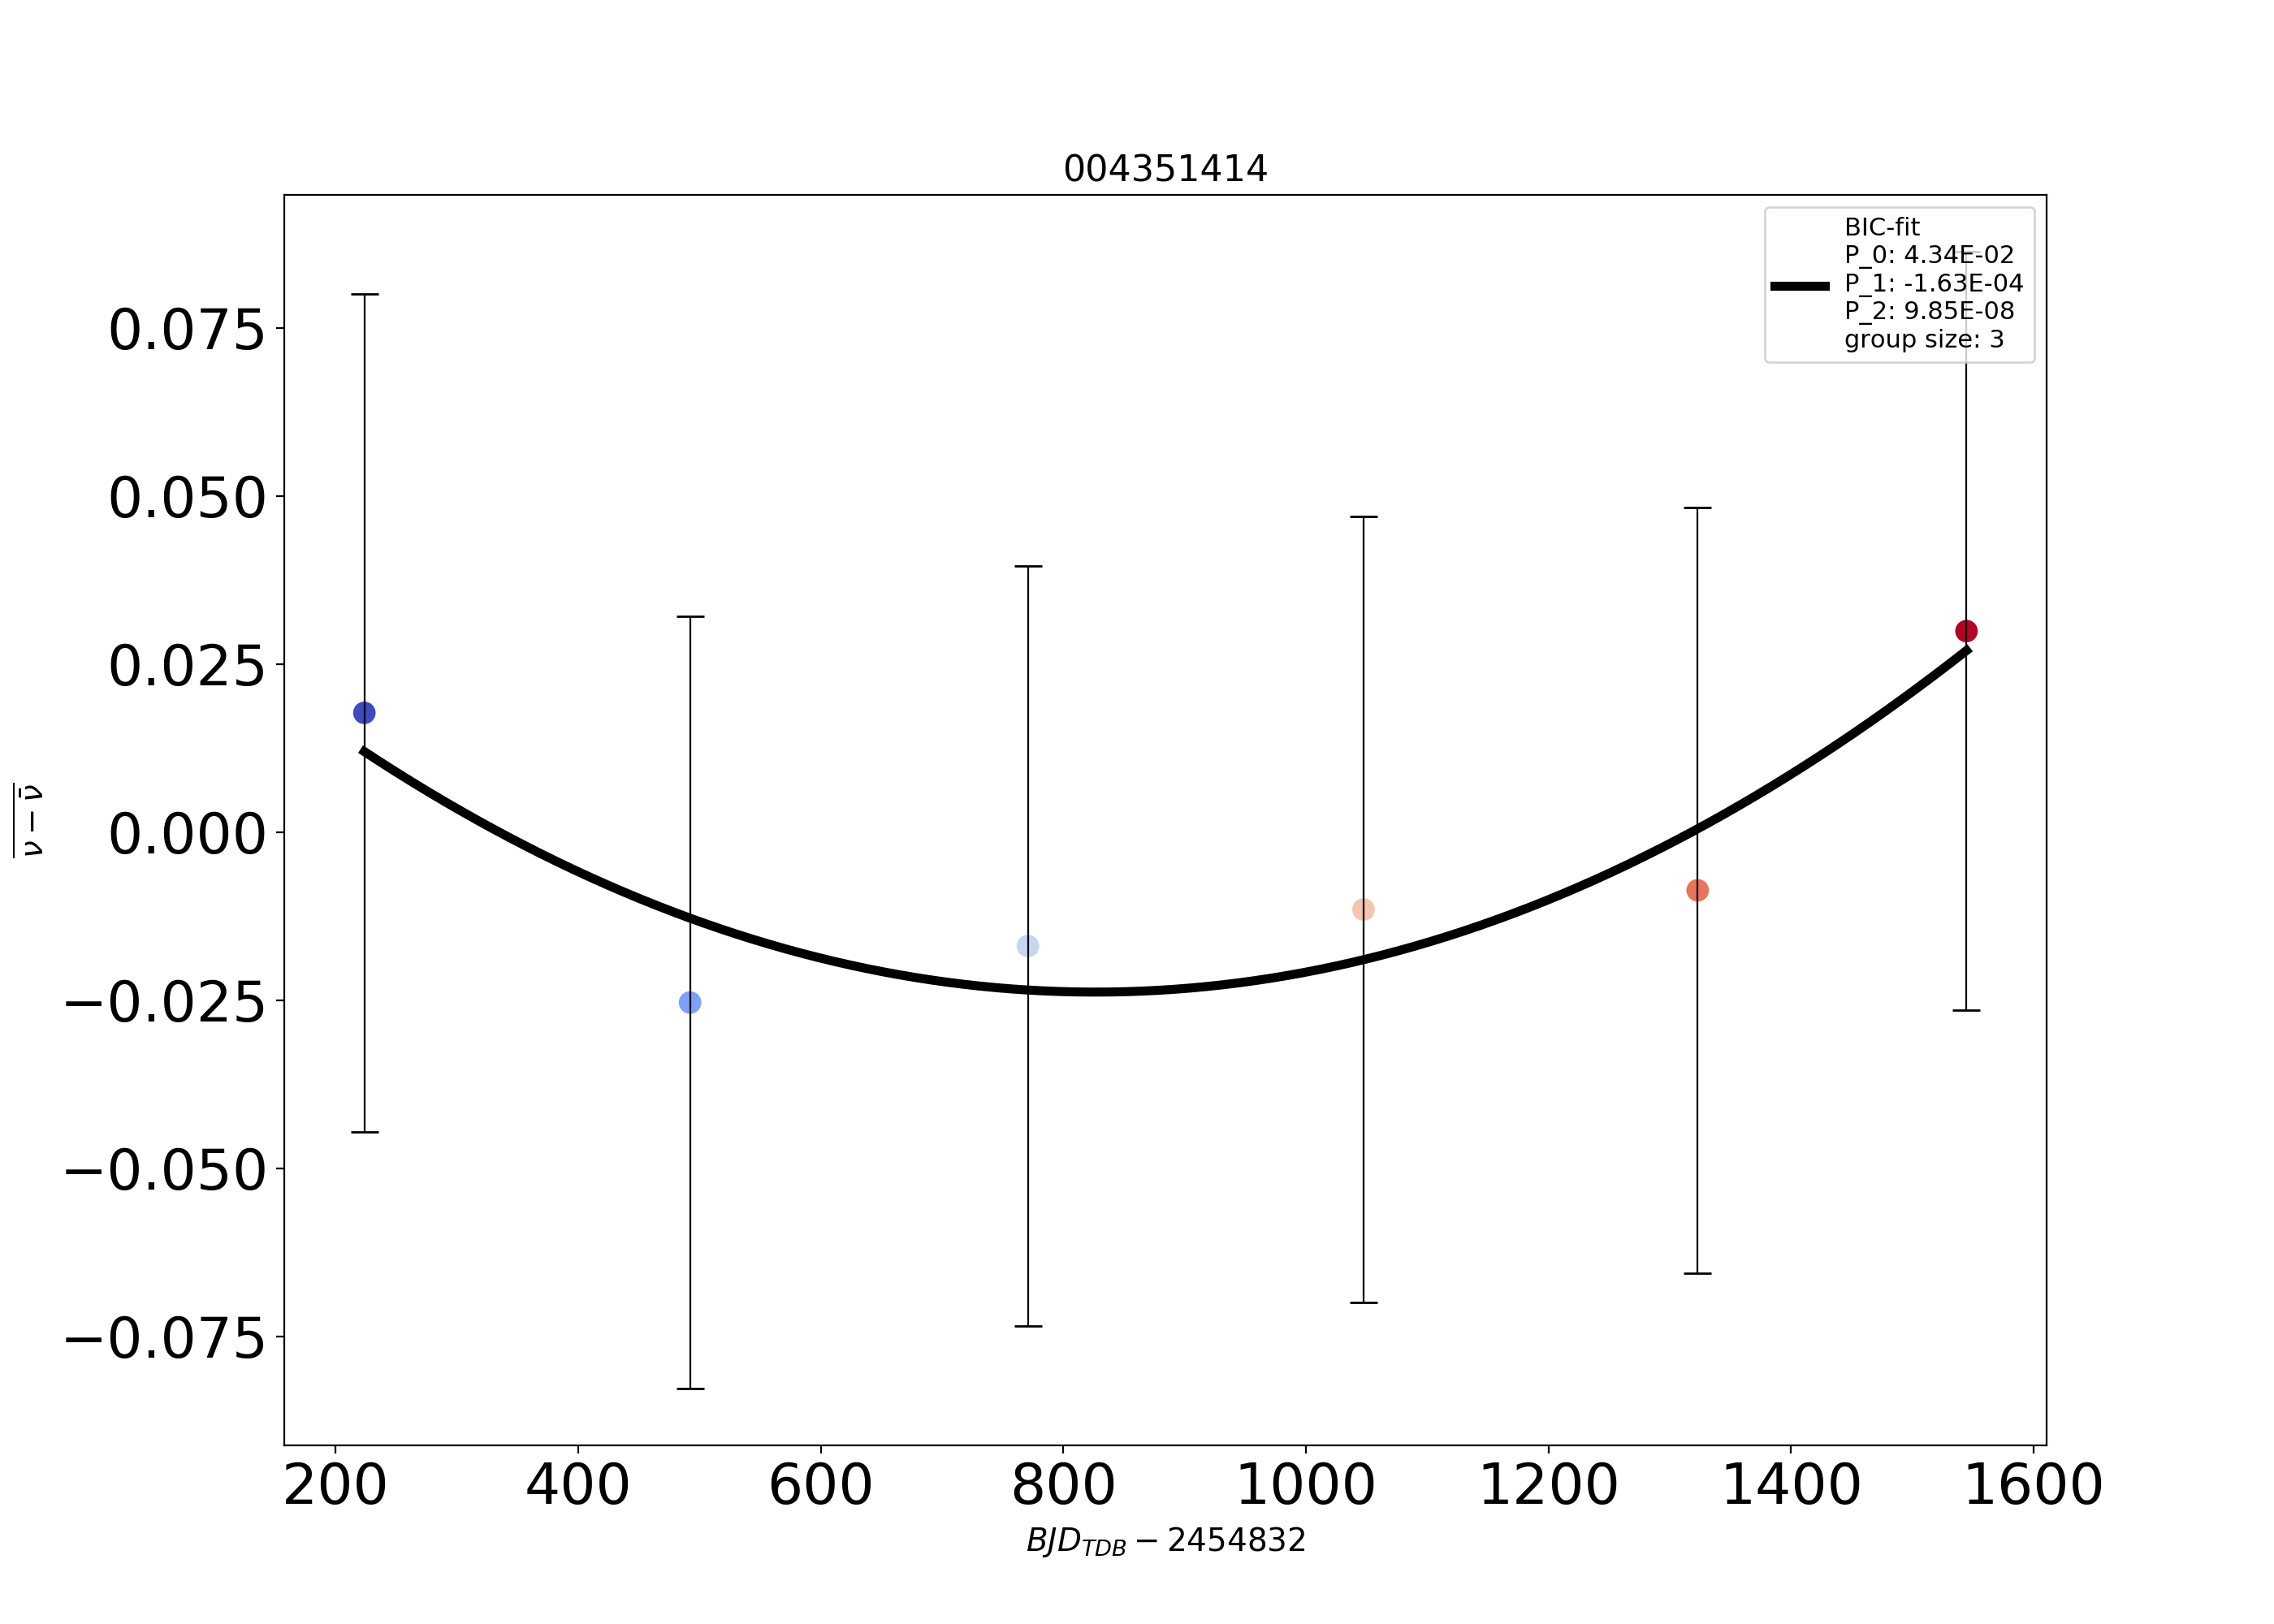 004351414
BIC-fit
P_0: 4.34E-02
P_1: -1.63E-04
P_2: 9.85E-08
group size: 3
0.075
0.050
0.025
0.000
−0.025
−0.050
−0.075
ν − ν̄
200 400 600 800 1000 1200 1400 1600
BJD_TDB − 2454832